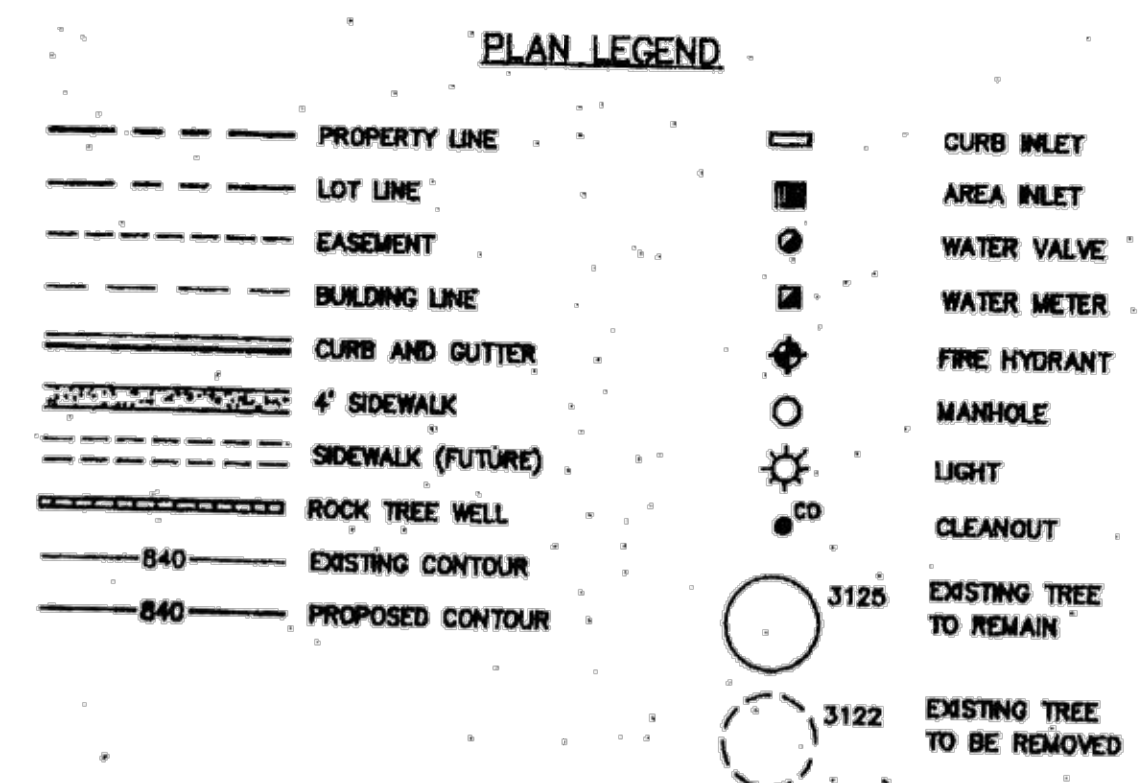 PLAN LEGEND
PROPERTY LINE
LOT LINE
EASEMENT
BUILDING LINE
CURB AND GUTTER
4' SIDEWALK
SIDEWALK (FUTURE)
ROCK TREE WELL
840 EXISTING CONTOUR
840 PROPOSED CONTOUR
CURB INLET
AREA INLET
WATER VALVE
WATER METER
FIRE HYDRANT
MANHOLE
LIGHT
CO CLEANOUT
3125 EXISTING TREE
TO REMAIN
3122 EXISTING TREE
TO BE REMOVED